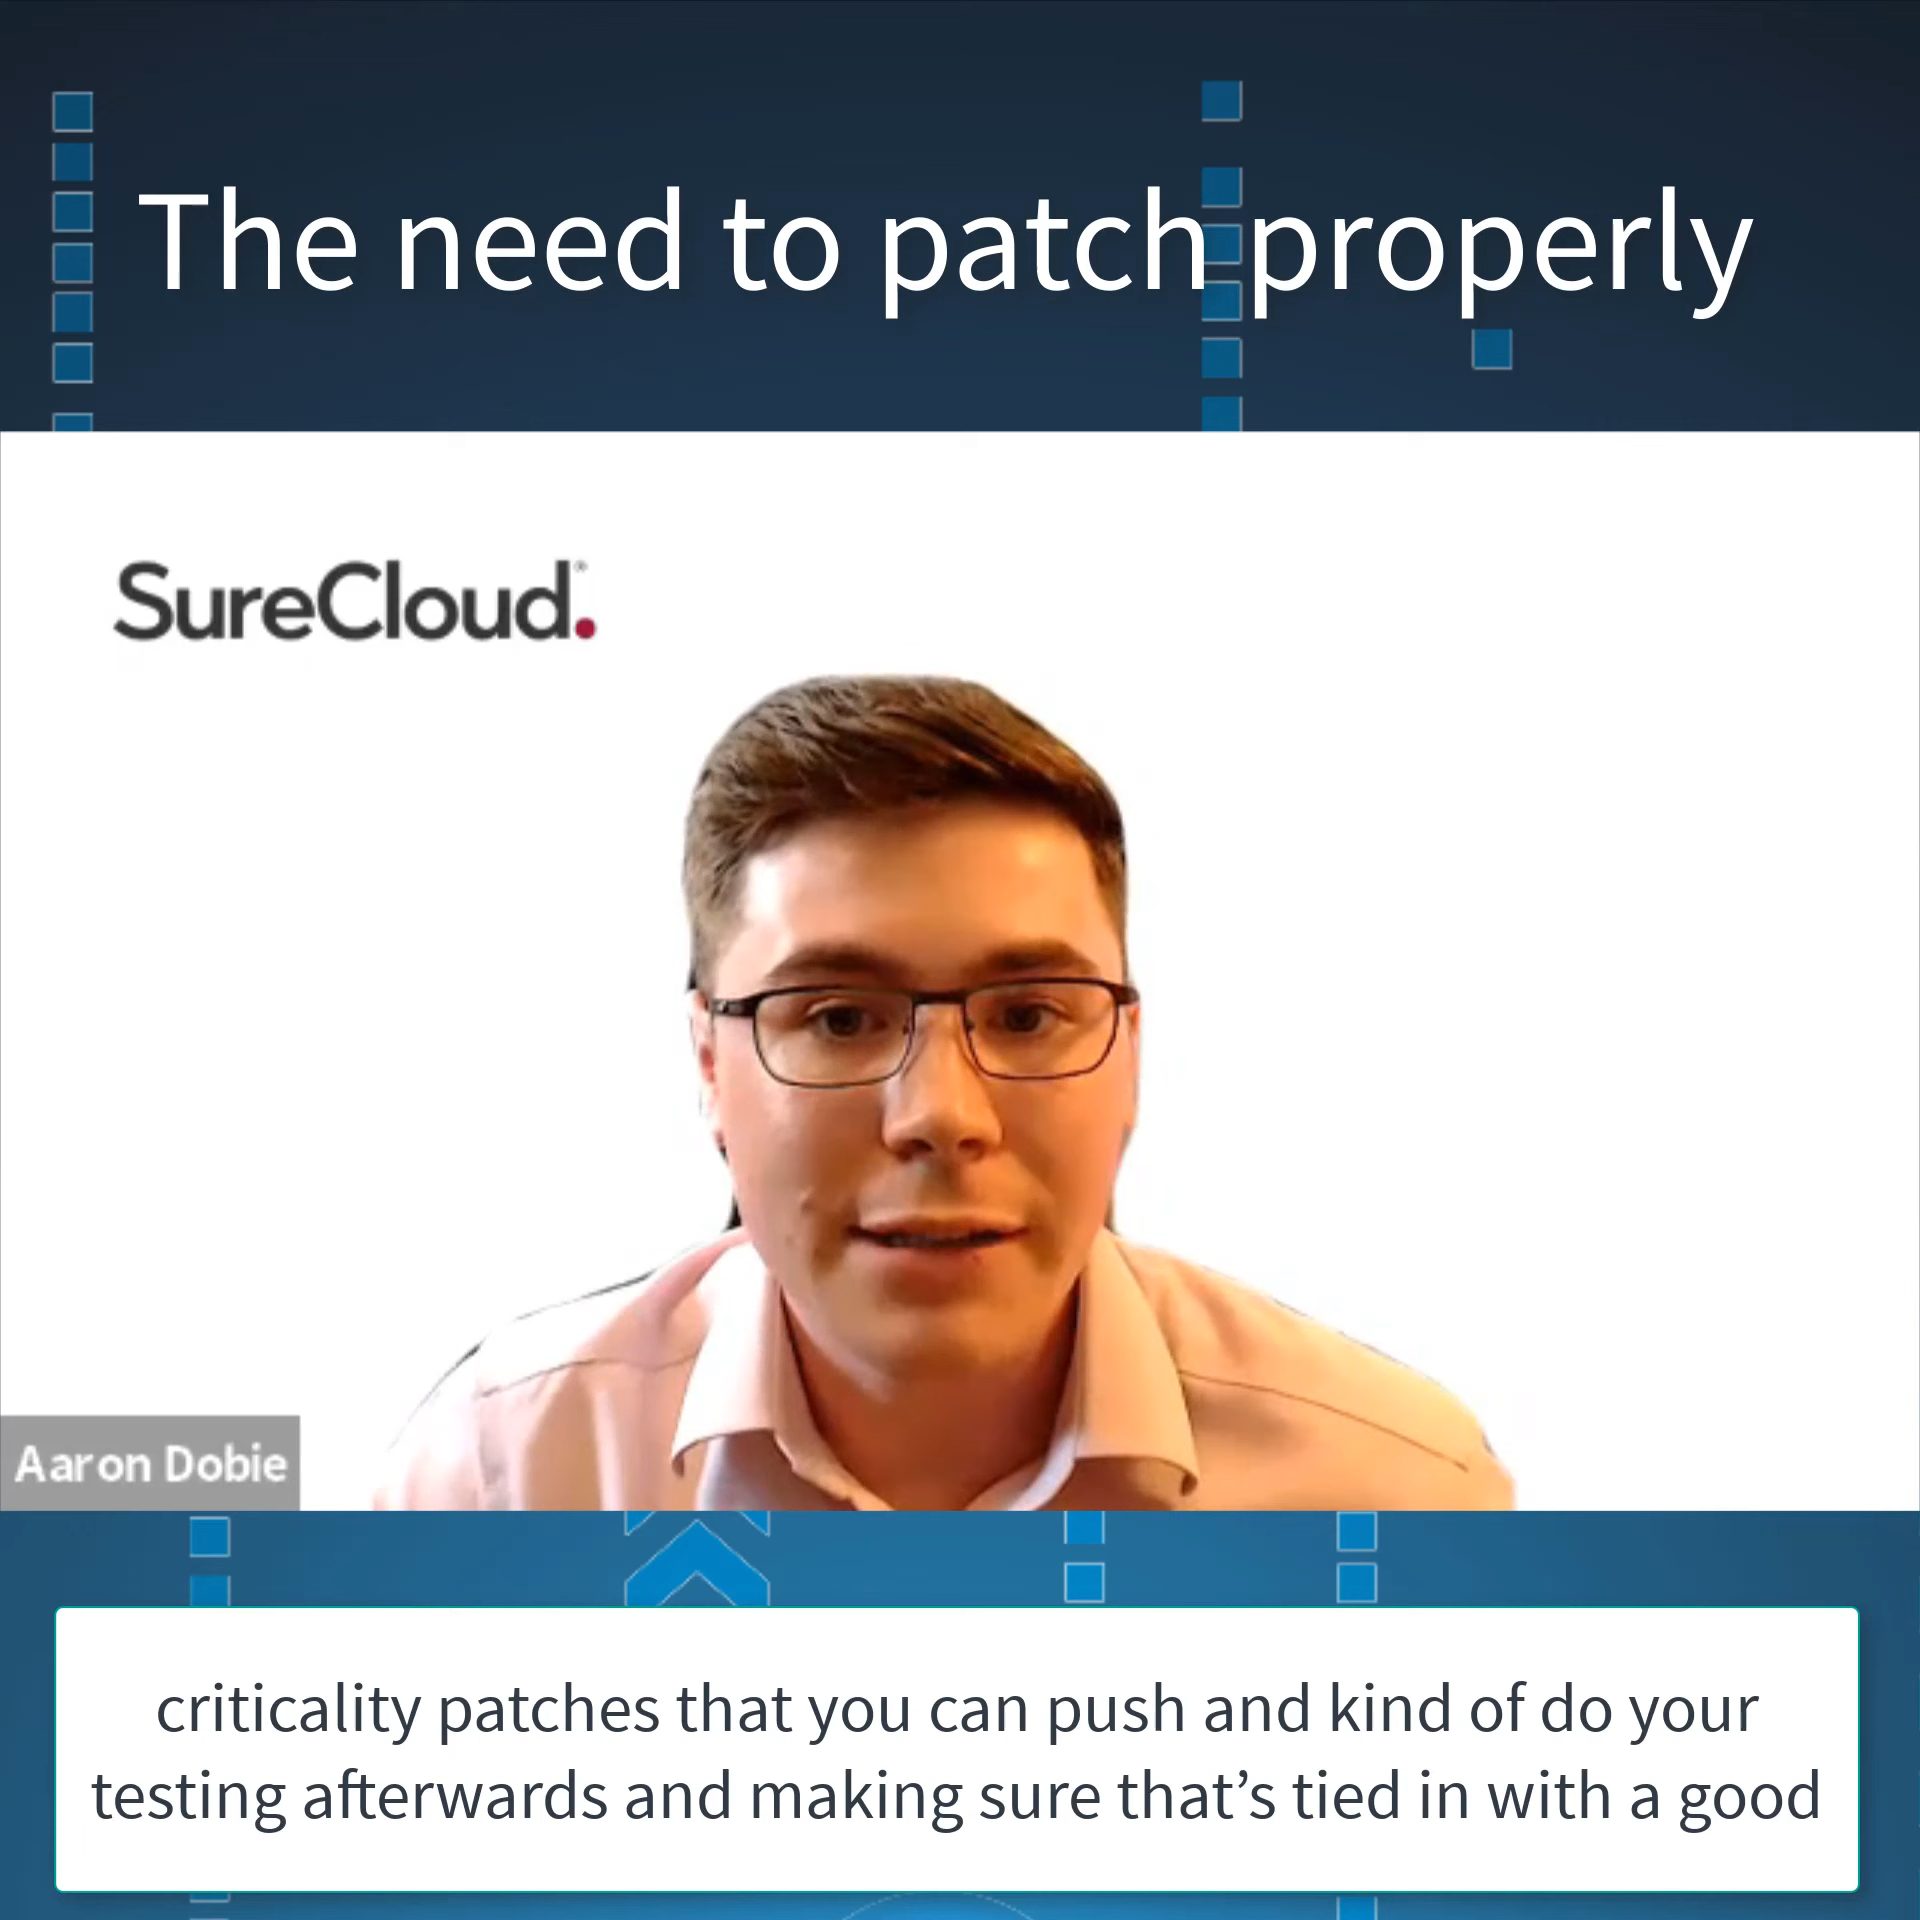 The need to patch properly
SureCloud®
Aaron Dobie
criticality patches that you can push and kind of do your
testing afterwards and making sure that’s tied in with a good